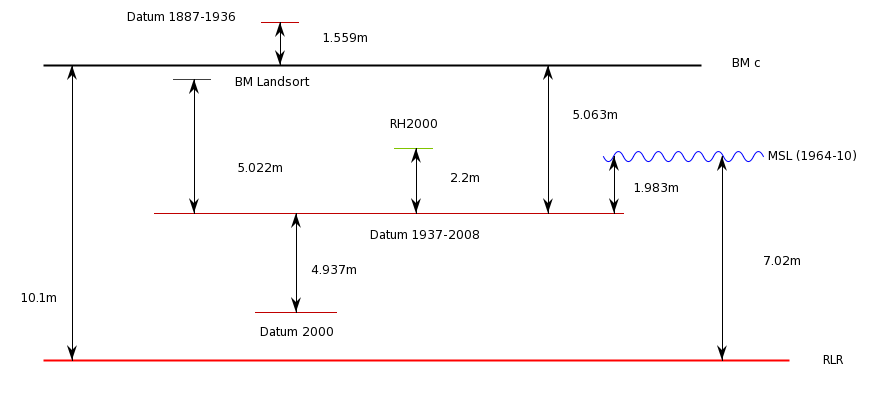 Datum 1887-1936
1.559m
BM c
BM Landsort
5.063m
RH2000
MSL (1964-10)
5.022m
2.2m
1.983m
Datum 1937-2008
7.02m
4.937m
10.1m
Datum 2000
RLR